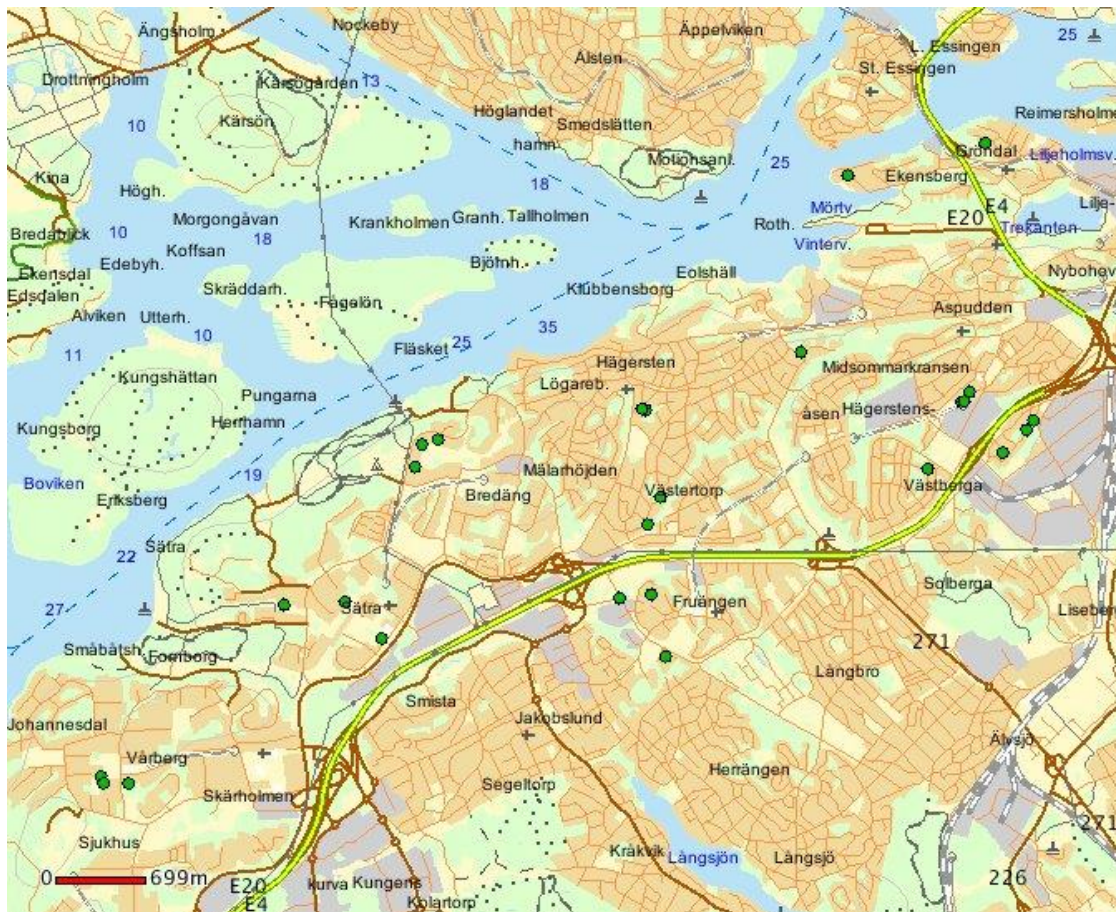 Ängsholm
Nockeby
Äppelviken
L. Essingen
25
Ålsten
St. Essingen
Drottningholm
Kärsögården
13
Höglandet
Reimersholme
Kärsön
10
Smedslätten
hamn
Gröndal
Liljeholmsv.
Motionsanl.
25
Kina
Högh.
18
Ekensberg
Morgongåvan
Krankholmen
Granh.
Tallholmen
Mörtv.
E4
Lilje-
Bredablick
10
Koffsan
18
Roth.
E20
Trekanten
Edebyh.
Björnh.
Vinterv.
Ekensdal
Eolshäll
Nybohov
Edsdalen
Skräddarh.
Fågelön
Klubbensborg
Alviken
Utterh.
Aspudden
10
35
11
Fläsket
25
Hägersten
Midsommarkransen
Kungshättan
Lögareb.
Pungarna
Hägerstens-
åsen
Kungsborg
Herrhamn
Mälarhöjden
Boviken
19
Bredäng
Västertorp
Västberga
Eriksberg
Sätra
22
Solberga
27
Sätra
Fruängen
Liseberg
Småbåtsh.
Fornborg
271
Långbro
Johannesdal
Smista
Jakobslund
Älvsjö
Vårberg
Herrängen
Skärholmen
Segeltorp
271
Sjukhus
Kråkvik
Långsjön
Långsjö
0
699m
E20
E4
kurva
Kungens
Kolartorp
226